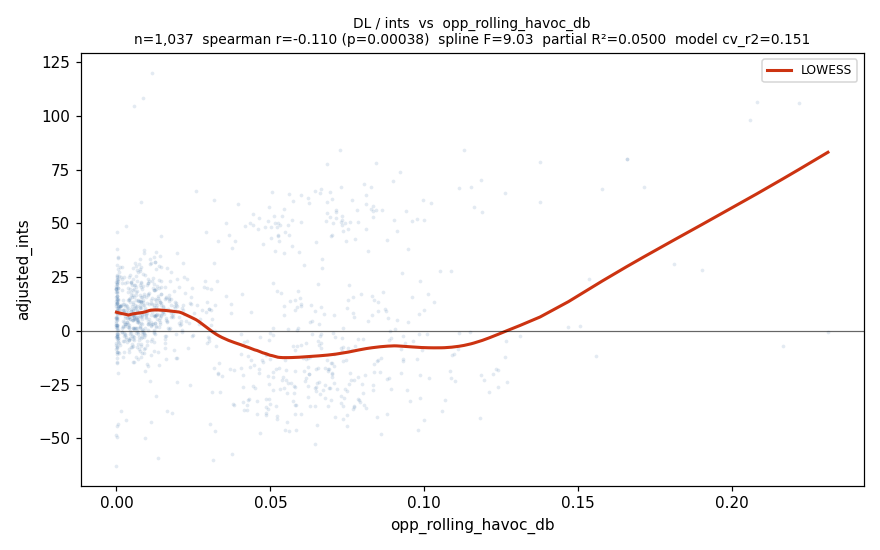 DL / ints  vs  opp_rolling_havoc_db
n=1,037  spearman r=-0.110 (p=0.00038)  spline F=9.03  partial R²=0.0500  model cv_r2=0.151
LOWESS
125
100
75
50
25
0
−25
−50
adjusted_ints
0.00 0.05 0.10 0.15 0.20
opp_rolling_havoc_db